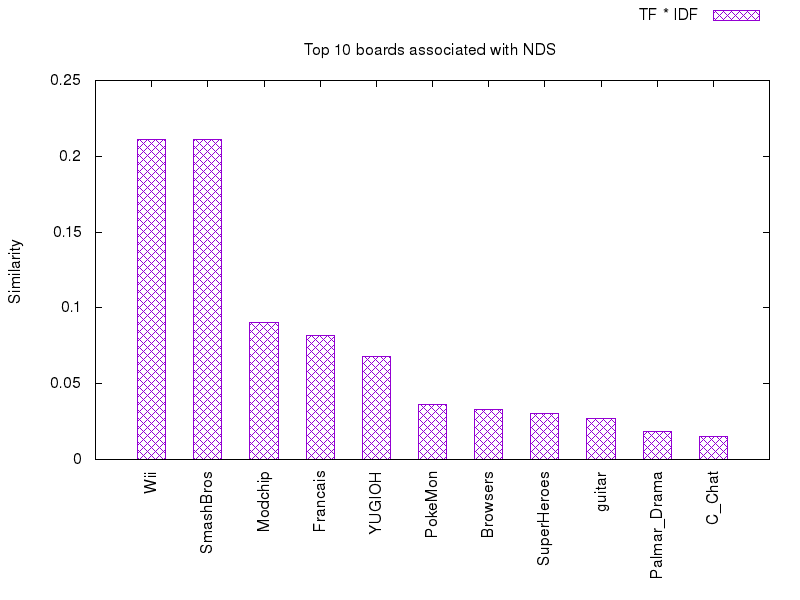 TF * IDF
Top 10 boards associated with NDS
0.25
0.2
0.15
0.1
0.05
0
Similarity
Wii
SmashBros
Modchip
Francais
YUGIOH
PokeMon
Browsers
SuperHeroes
guitar
Palmar_Drama
C_Chat